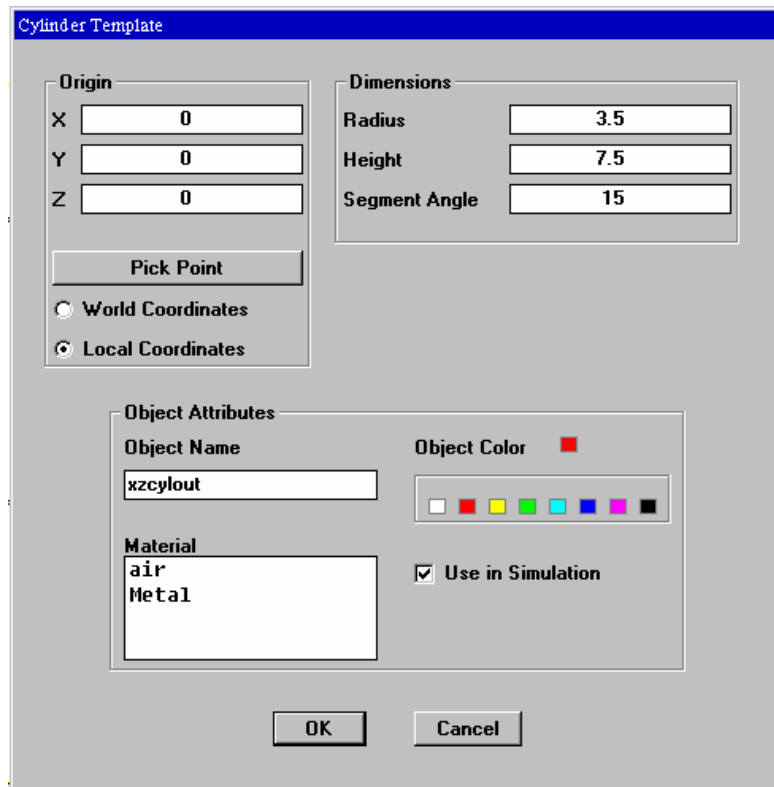 Cylinder Template
Origin
X 0
Y 0
Z 0
Pick Point
World Coordinates
Local Coordinates
Dimensions
Radius 3.5
Height 7.5
Segment Angle 15
Object Attributes
Object Name
xzcylout
Material
air
Metal
Object Color
Use in Simulation
OK
Cancel